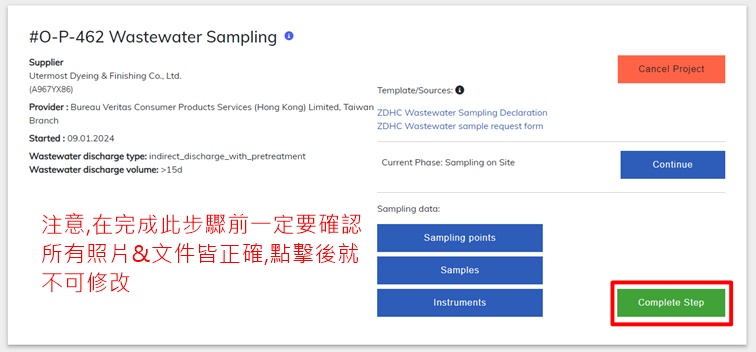 #O-P-462 Wastewater Sampling
Supplier
Utermost Dyeing & Finishing Co., Ltd.
(A967YX86)
Provider : Bureau Veritas Consumer Products Services (Hong Kong) Limited, Taiwan
Branch
Started : 09.01.2024
Wastewater discharge type: indirect_discharge_with_pretreatment
Wastewater discharge volume: >15d
Cancel Project
Template/Sources:
ZDHC Wastewater Sampling Declaration
ZDHC Wastewater sample request form
Current Phase: Sampling on Site
Continue
Sampling data:
Sampling points
Samples
Instruments
Complete Step
注意,在完成此步驟前一定要確認
所有照片&文件皆正確,點擊後就
不可修改